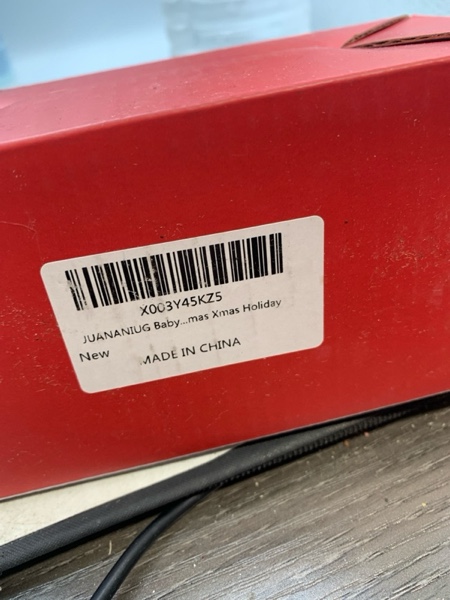 X003Y45KZ5
JUANANIUG Baby...mas Xmas Holiday
New
MADE IN CHINA